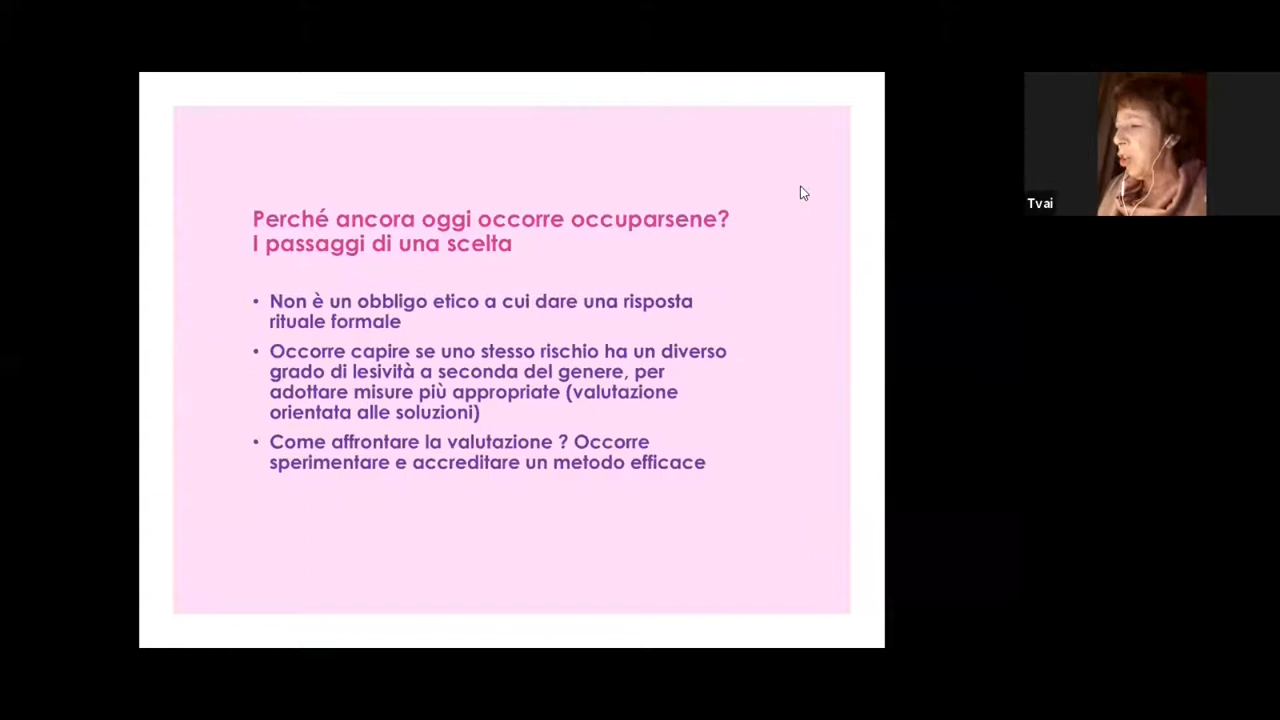 Perché ancora oggi occorre occuparsene?
I passaggi di una scelta
• Non è un obbligo etico a cui dare una risposta
rituale formale
• Occorre capire se uno stesso rischio ha un diverso
grado di lesività a seconda del genere, per
adottare misure più appropriate (valutazione
orientata alle soluzioni)
• Come affrontare la valutazione ? Occorre
sperimentare e accreditare un metodo efficace
Tvai